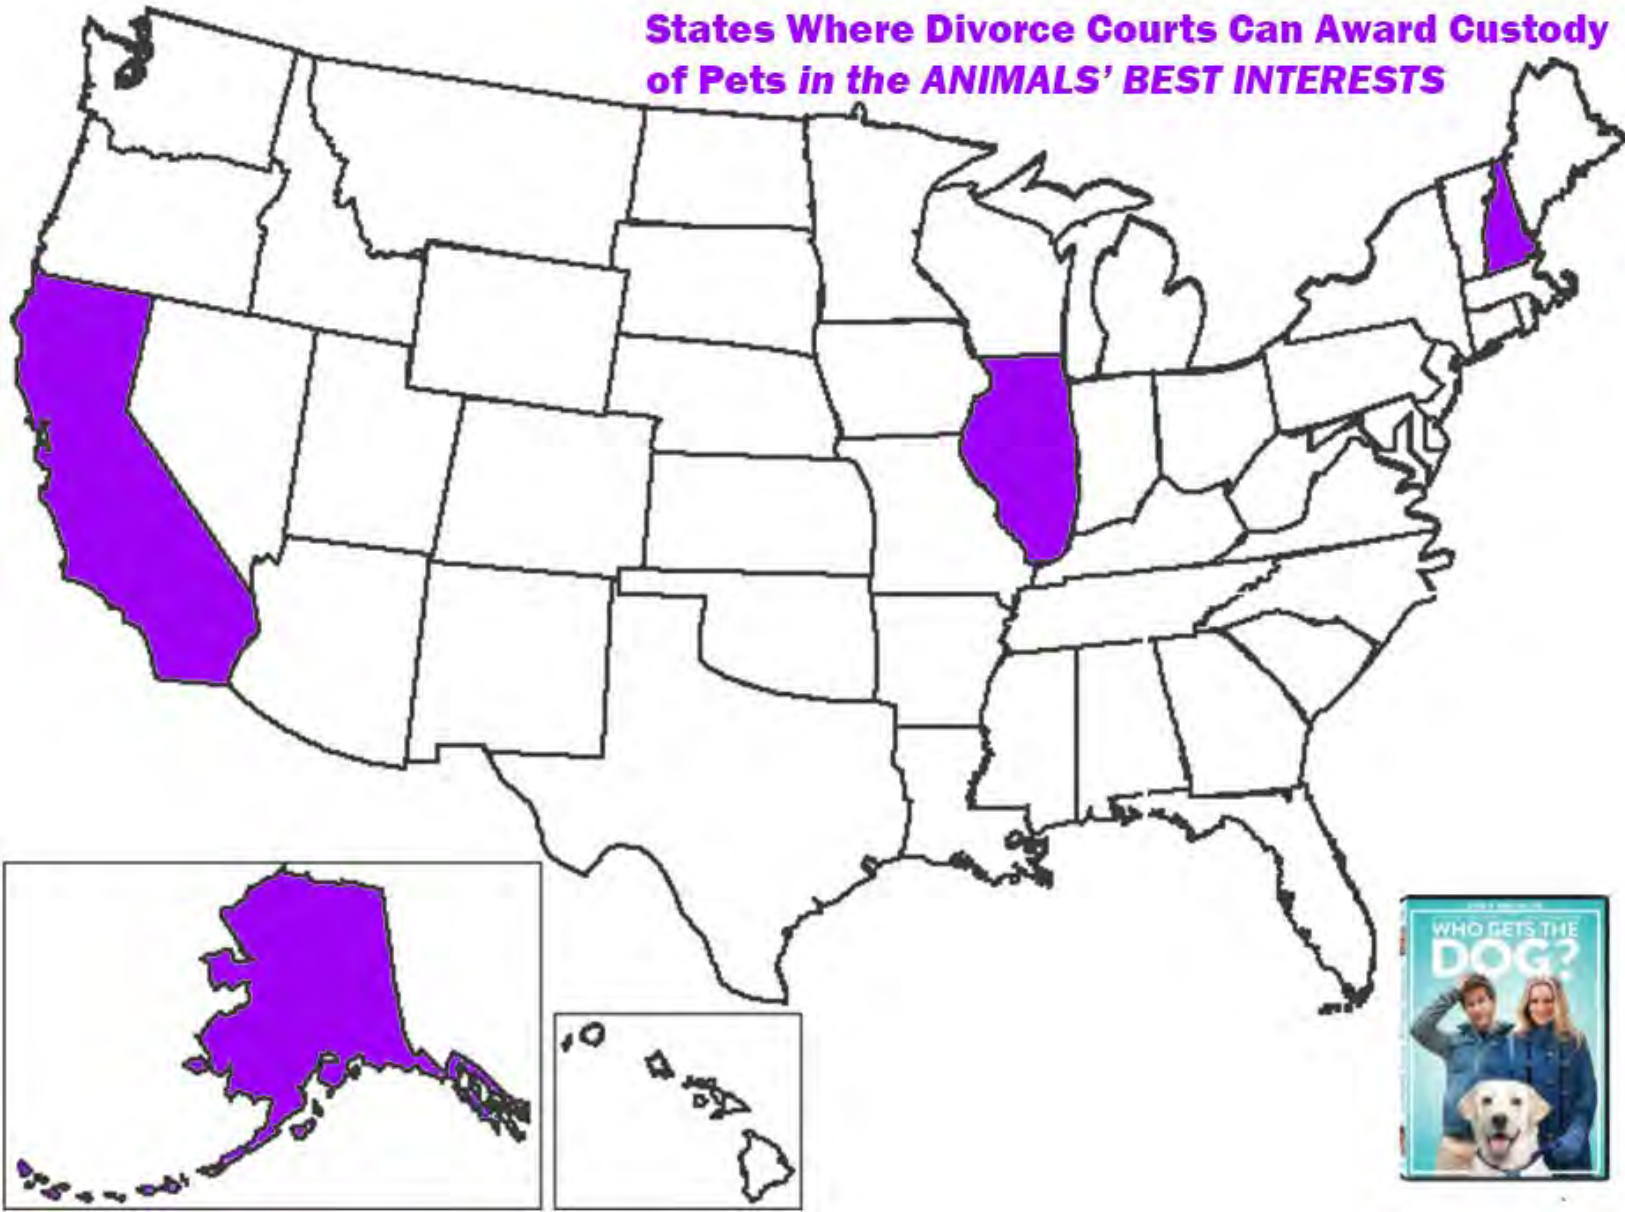 States Where Divorce Courts Can Award Custody
of Pets in the ANIMALS' BEST INTERESTS
WHO GETS THE
DOG?